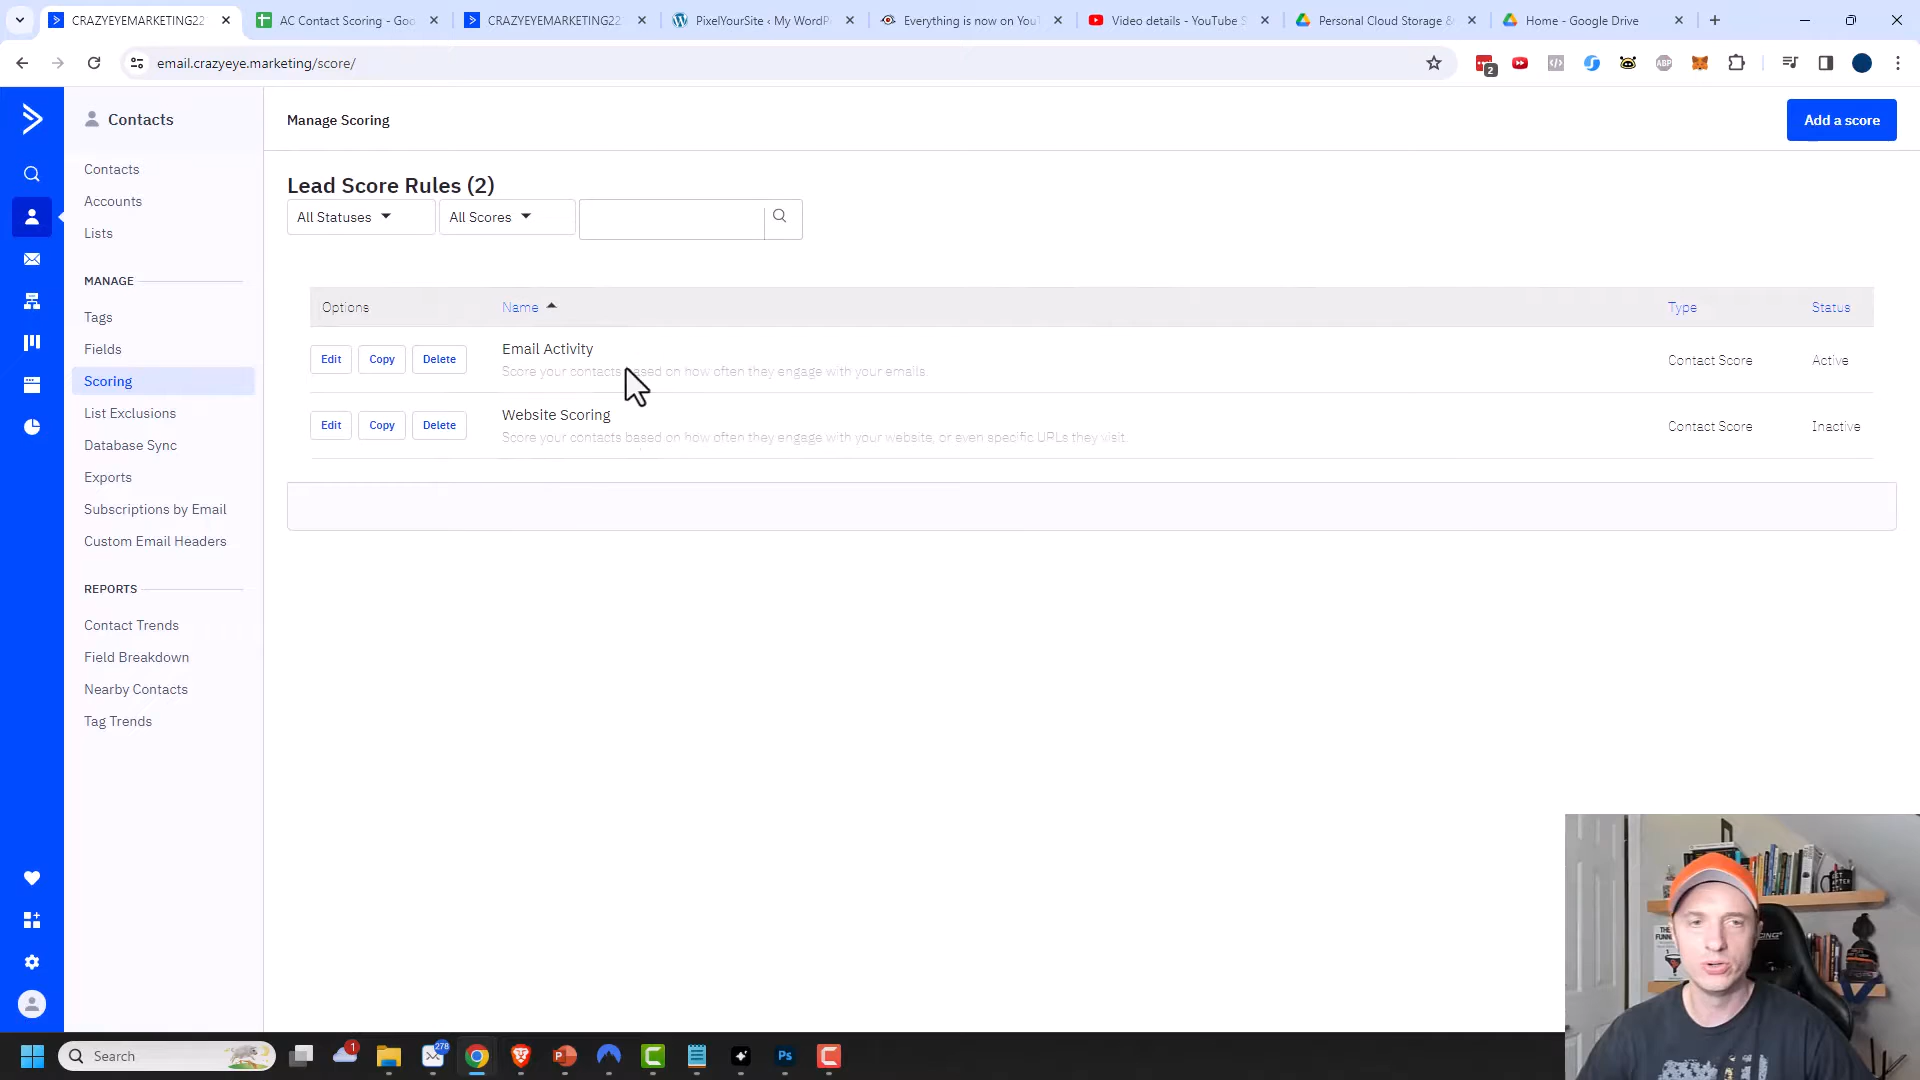 CRAZYEYEMARKETING22
AC Contact Scoring - Goo
CRAZYEYEMARKETING22
PixelYourSite ‹ My WordP
Everything is now on You
Video details - YouTube S
Personal Cloud Storage &
Home - Google Drive
email.crazyeye.marketing/score/
2
ABP
Contacts
Contacts
Accounts
Lists
MANAGE
Tags
Fields
Scoring
List Exclusions
Database Sync
Exports
Subscriptions by Email
Custom Email Headers
REPORTS
Contact Trends
Field Breakdown
Nearby Contacts
Tag Trends
Manage Scoring
Add a score
Lead Score Rules (2)
All Statuses
All Scores
Options
Name
Type
Status
Edit
Copy
Delete
Email Activity
Score your contacts based on how often they engage with your emails.
Contact Score
Active
Edit
Copy
Delete
Website Scoring
Score your contacts based on how often they engage with your website, or even specific URLs they visit.
Contact Score
Inactive
Search
1
278
Ps